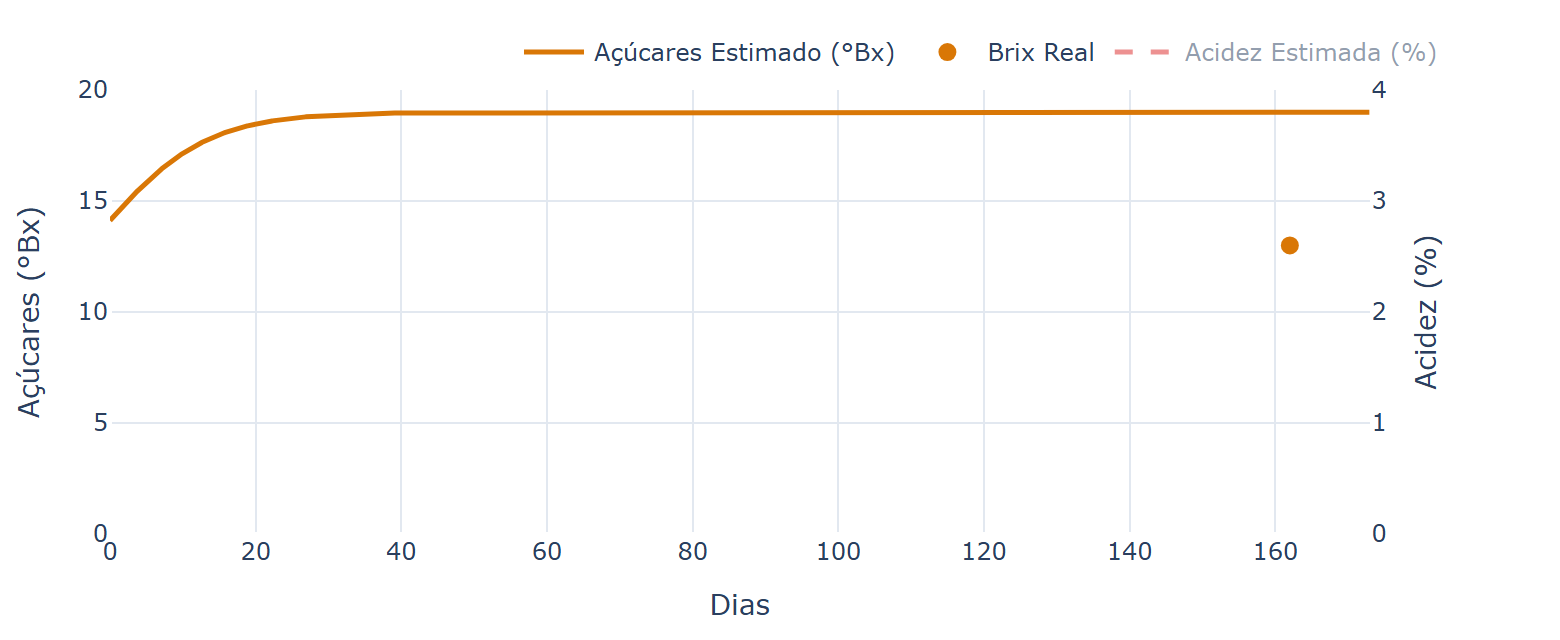 Açúcares Estimado (°Bx) Brix Real Acidez Estimada (%)
20 4
15 3
10 2
5 1
0 0
0 20 40 60 80 100 120 140 160
Dias
Açúcares (°Bx)
Acidez (%)